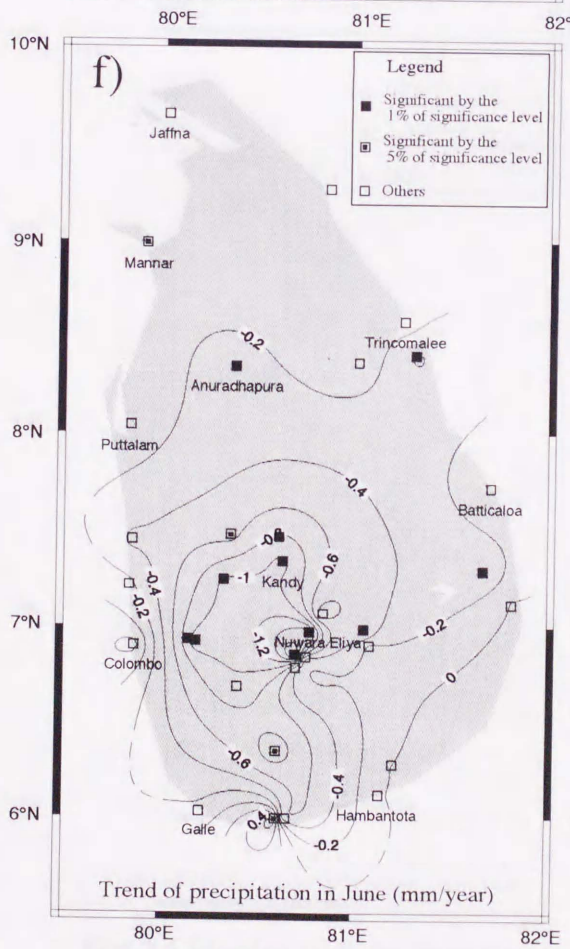 80°E 81°E 82°
10°N
f)
Legend
Significant by the
1% of significance level
Significant by the
5% of significance level
Others
Jaffna
9°N
Mannar
-0.2
Trincomalee
Anuradhapura
8°N
Puttalam
-0.4
Batticaloa
-0.6
-1
Kandy
-0.4
-0.2
7°N
-0.2
Colombo
-1.2
Nuwara Eliya
0
-0.6
-0.4
6°N
Galle
0.4
Hambantota
-0.2
Trend of precipitation in June (mm/year)
80°E 81°E 82°E